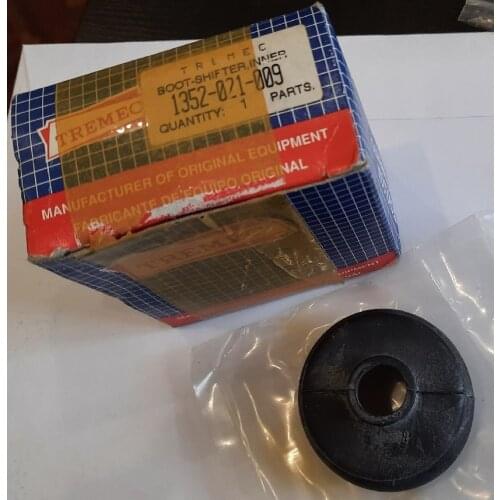 TREMEC
TREMEC
BOOT-SHIFTER,INNER
1352-021-009
QUANTITY: 1 PARTS.
MANUFACTURER OF ORIGINAL EQUIPMENT
FABRICANTE DE EQUIPO ORIGINAL
TREMEC
EQUIPMENT